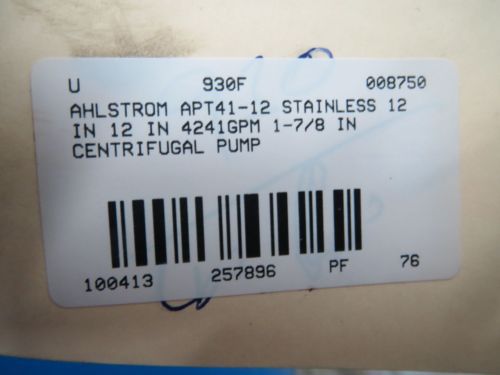 U 930F 008750
AHLSTROM APT41-12 STAINLESS 12
IN 12 IN 4241GPM 1-7/8 IN
CENTRIFUGAL PUMP
100413 257896 PF 76